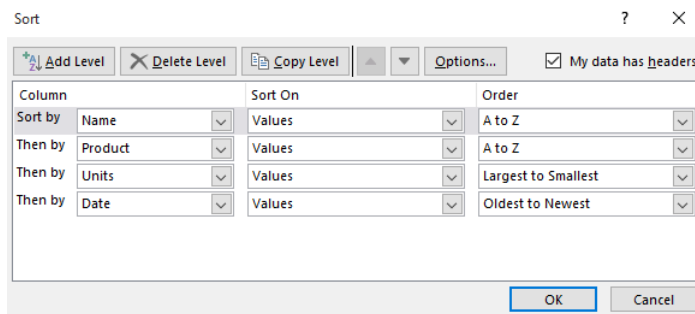 Sort ? X
Add Level Delete Level Copy Level Options... My data has headers
Column Sort On Order
Sort by Name Values A to Z
Then by Product Values A to Z
Then by Units Values Largest to Smallest
Then by Date Values Oldest to Newest
OK Cancel